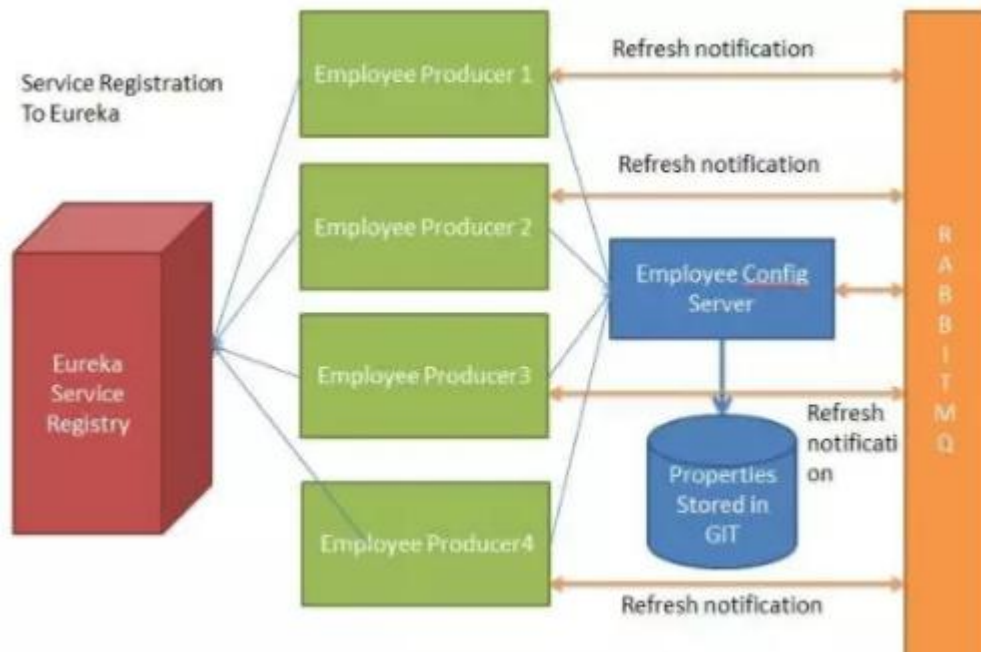 Service Registration
To Eureka
Employee Producer 1
Refresh notification
Employee Producer 2
Refresh notification
Employee Config
Server
Eureka
Service
Registry
Employee Producer3
Refresh
notificati
on
Properties
Stored in
GIT
Employee Producer4
Refresh notification
R
A
B
B
I
T
M
Q